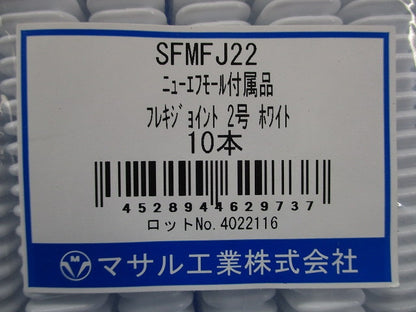 SFMFJ22
ﾆｭｰｴﾌﾓｰﾙ付属品
ﾌﾚｷｼﾞｮｲﾝﾄ 2号 ﾎﾜｲﾄ
10本
4528944629737
ロットNo. 4022116
M マサル工業株式会社